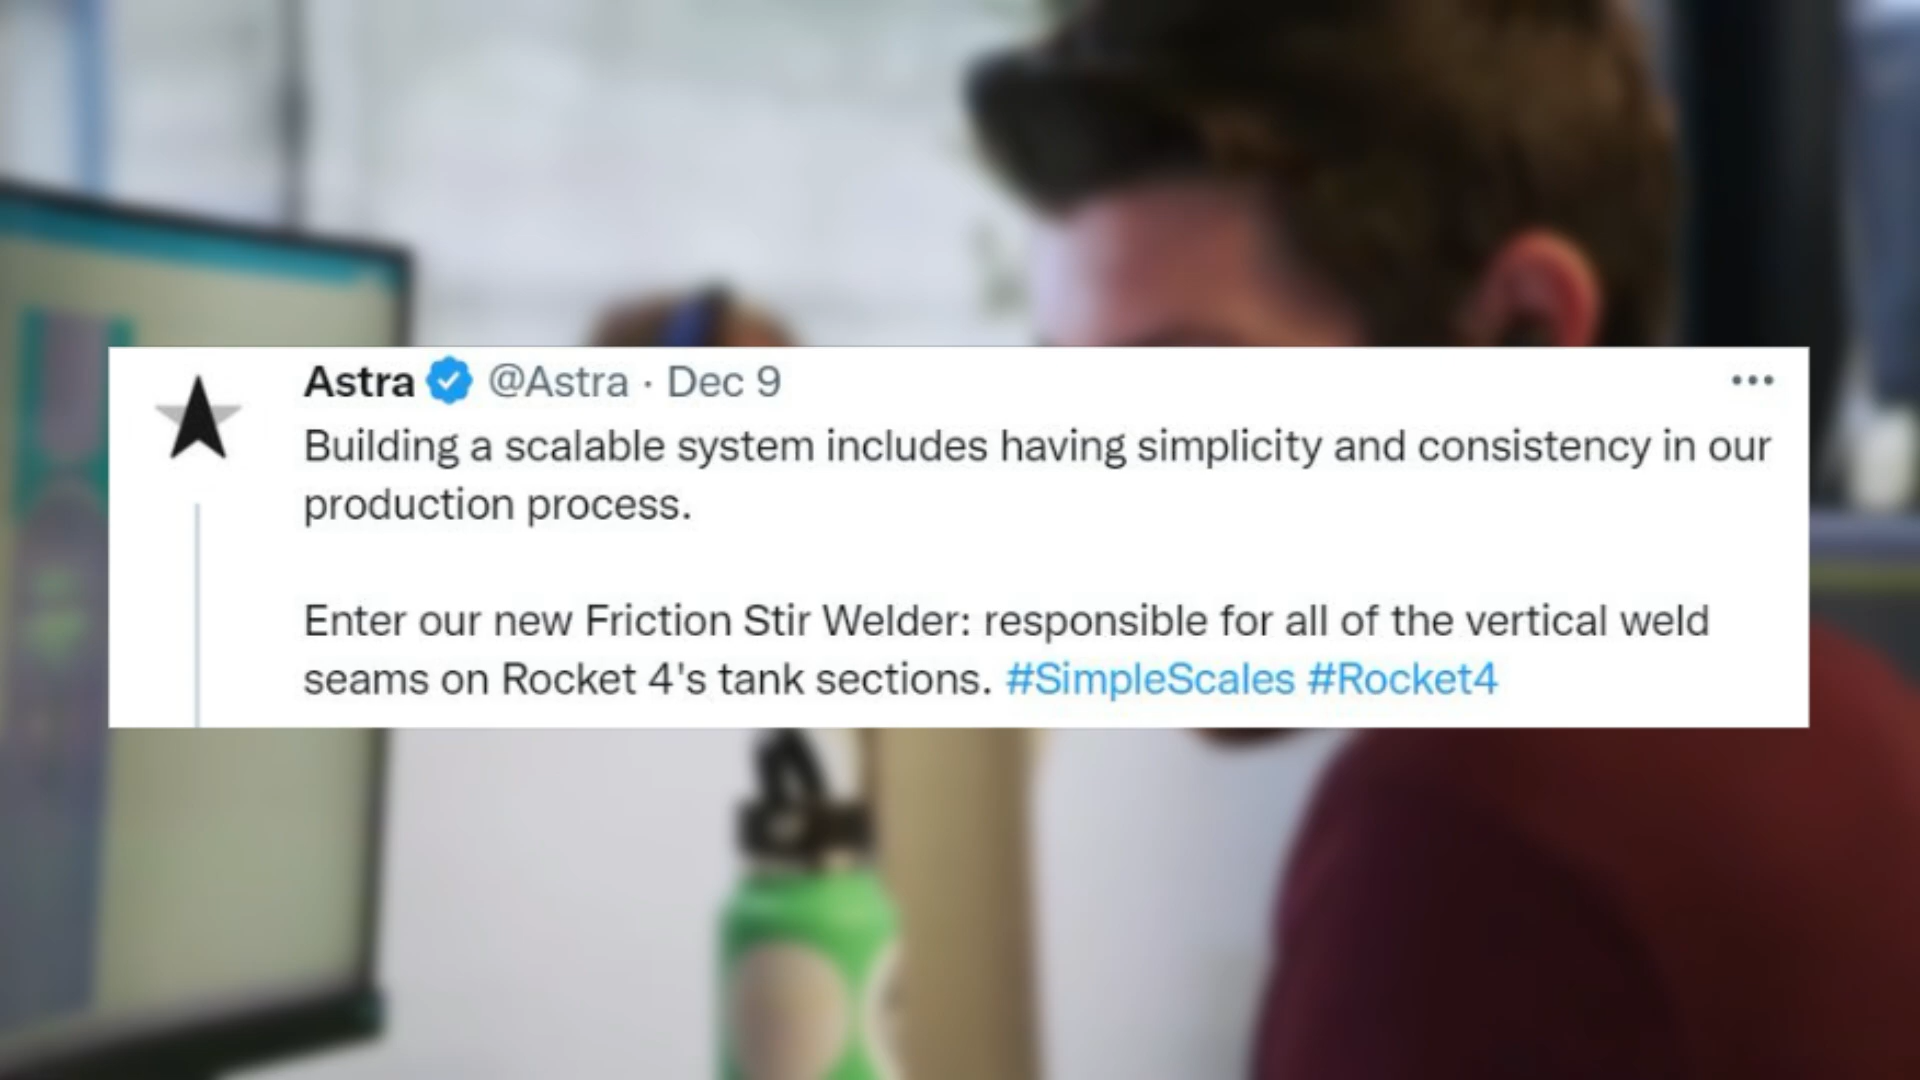 Astra @Astra · Dec 9
Building a scalable system includes having simplicity and consistency in our
production process.
Enter our new Friction Stir Welder: responsible for all of the vertical weld
seams on Rocket 4's tank sections. #SimpleScales #Rocket4